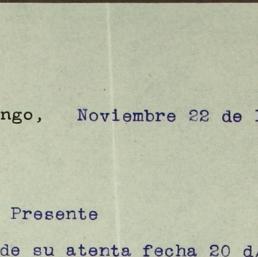 ngo, Noviembre 22 de
Presente
de su atenta fecha 20 d